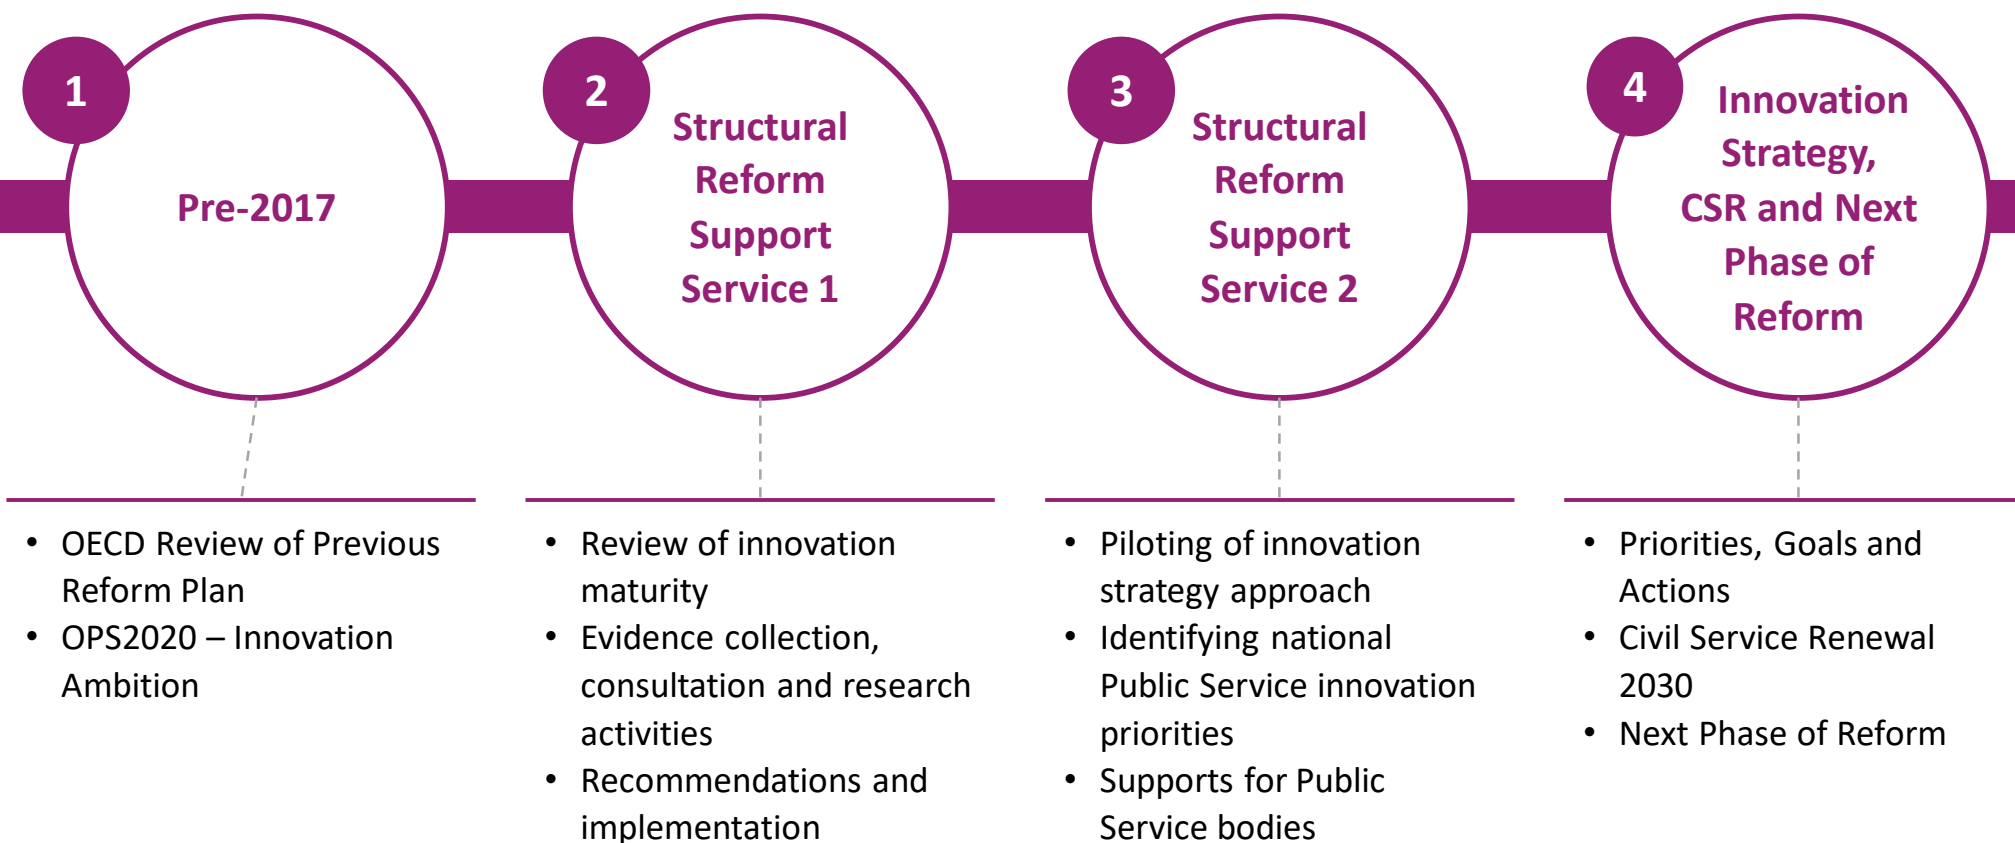 1
Pre-2017
• OECD Review of Previous
Reform Plan
• OPS2020 – Innovation
Ambition
2
Structural
Reform
Support
Service 1
• Review of innovation
maturity
• Evidence collection,
consultation and research
activities
• Recommendations and
implementation
3
Structural
Reform
Support
Service 2
• Piloting of innovation
strategy approach
• Identifying national
Public Service innovation
priorities
• Supports for Public
Service bodies
4
Innovation
Strategy,
CSR and Next
Phase of
Reform
• Priorities, Goals and
Actions
• Civil Service Renewal
2030
• Next Phase of Reform